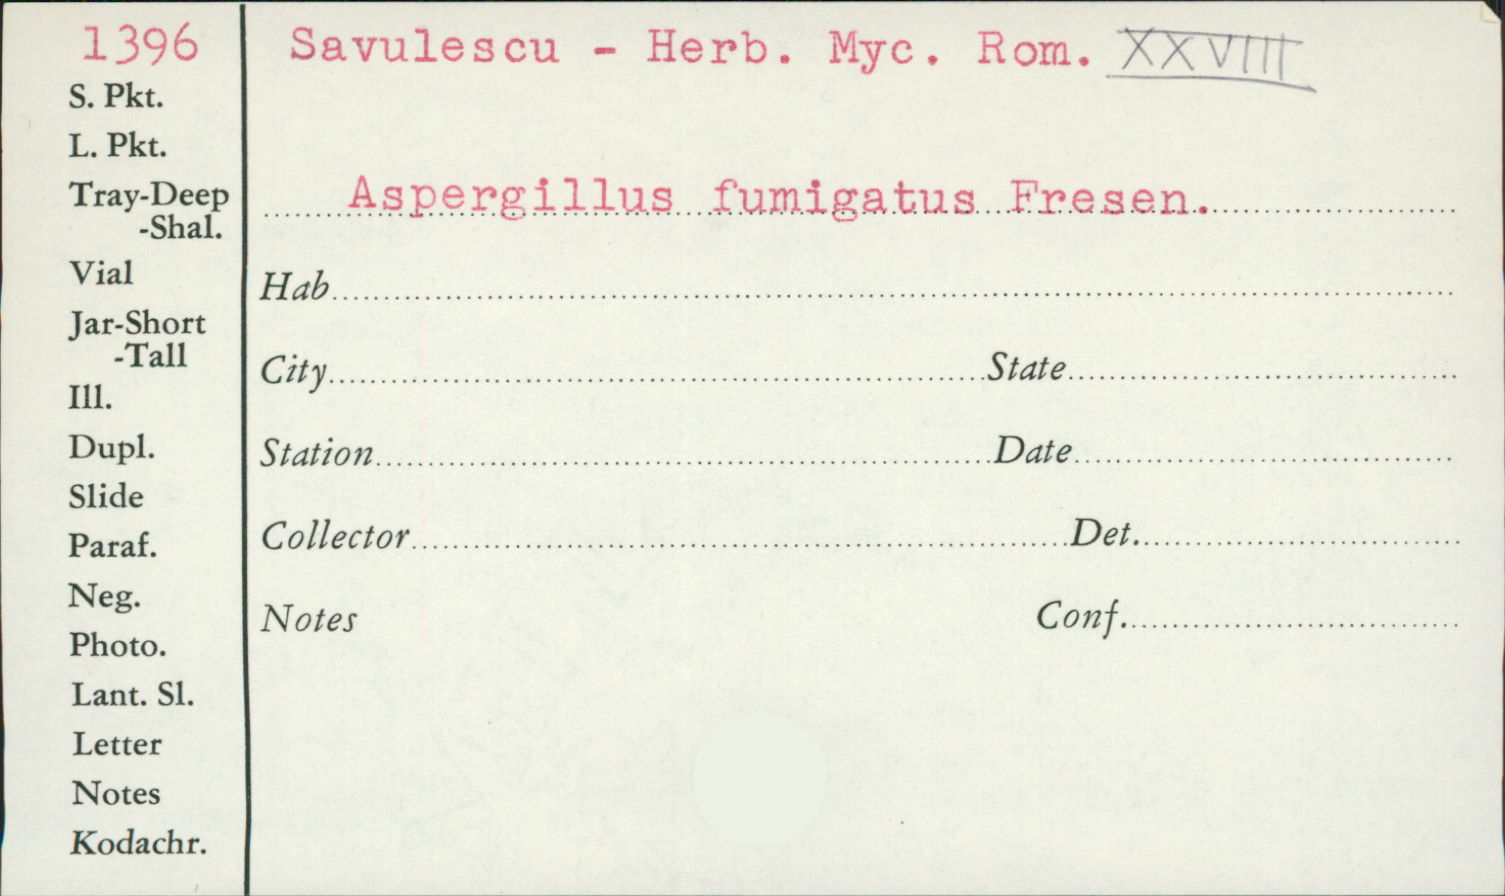 1396
Savulescu - Herb. Myc. Rom. XXVIII
S. Pkt.
L. Pkt.
Tray-Deep
-Shal.
Aspergillus fumigatus Fresen.
Vial
Hab
Jar-Short
-Tall
City State
Ill.
Dupl.
Station Date
Slide
Paraf.
Collector Det.
Neg.
Notes Conf.
Photo.
Lant. Sl.
Letter
Notes
Kodachr.